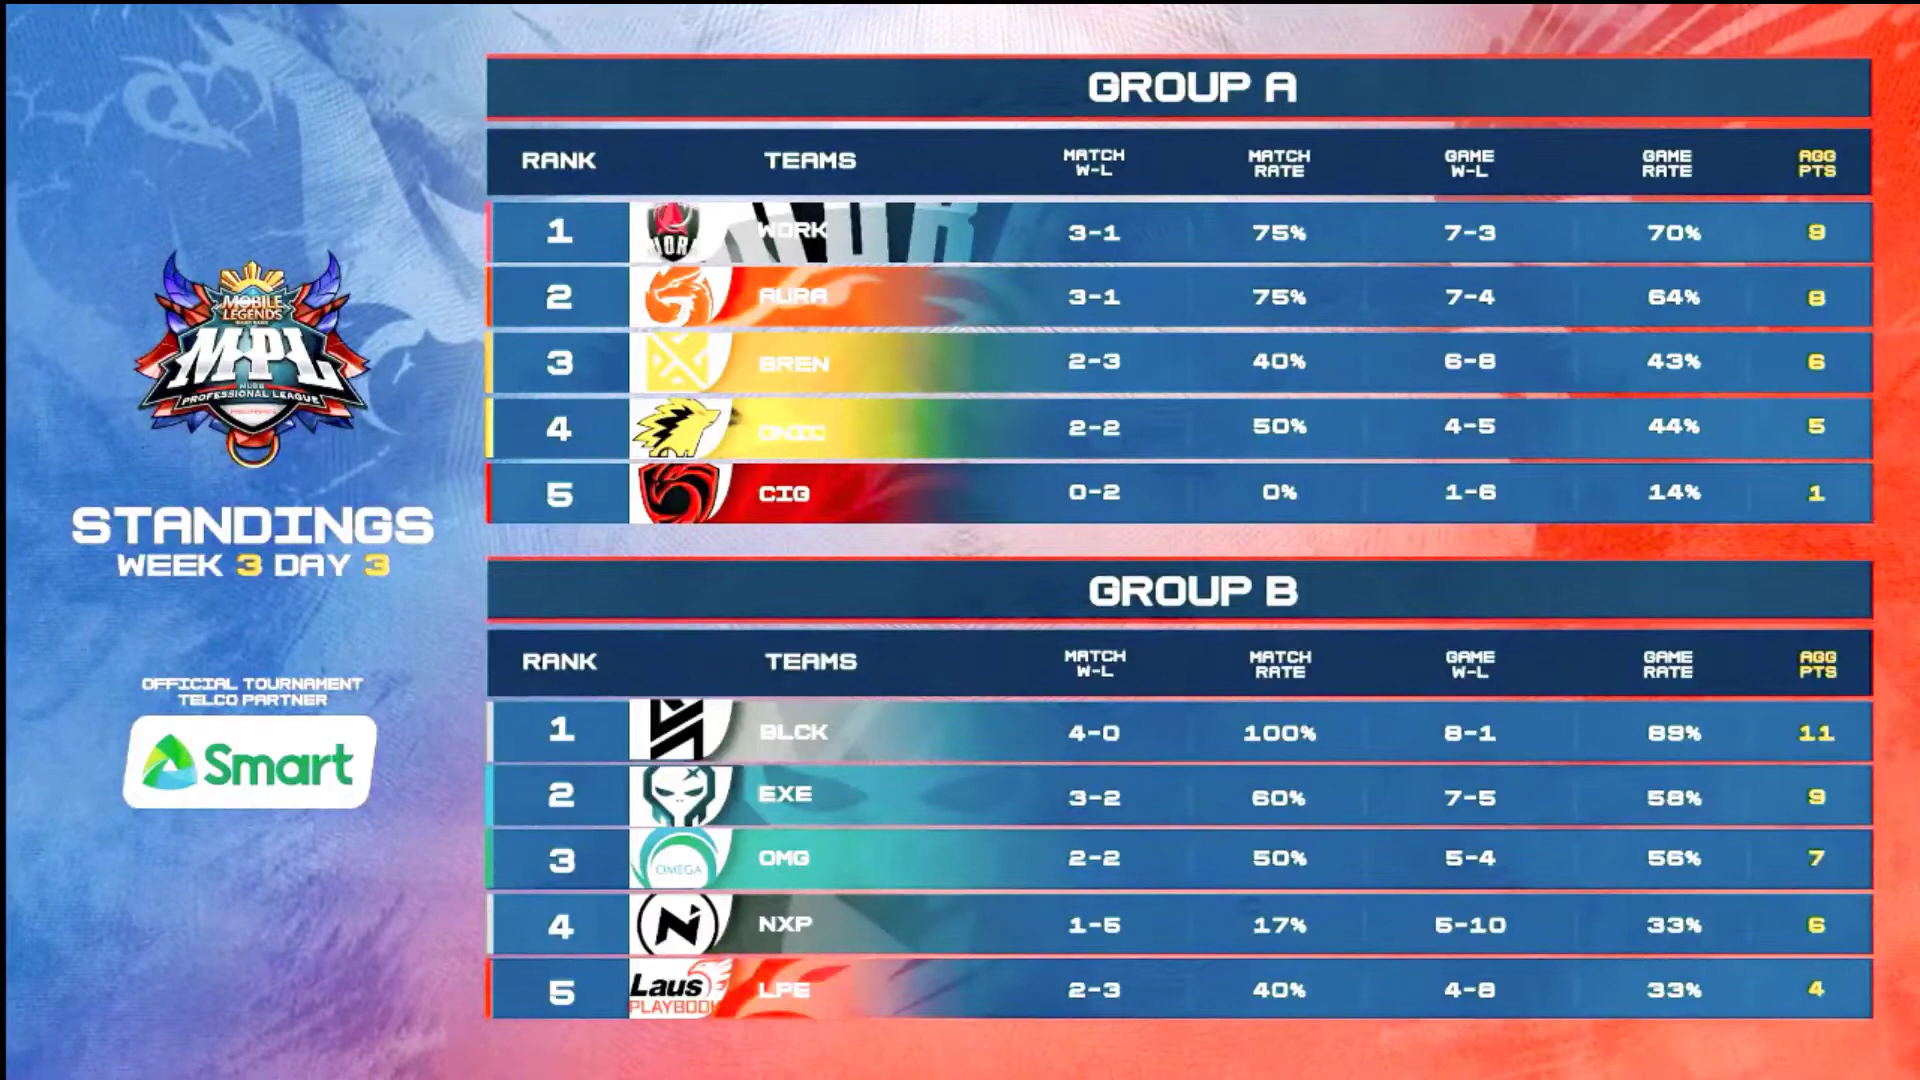 MOBILE
LEGENDS
BANG BANG
MPL
MLBB
PROFESSIONAL LEAGUE
STANDINGS
WEEK 3 DAY 3
OFFICIAL TOURNAMENT
TELCO PARTNER
Smart
GROUP A
RANK TEAMS MATCH W-L MATCH RATE GAME W-L GAME RATE AGG PTS
1 WORK 3-1 75% 7-3 70% 9
2 AURA 3-1 75% 7-4 64% 8
3 BREN 2-3 40% 6-8 43% 6
4 ONIC 2-2 50% 4-5 44% 5
5 CIG 0-2 0% 1-6 14% 1
GROUP B
RANK TEAMS MATCH W-L MATCH RATE GAME W-L GAME RATE AGG PTS
1 BLCK 4-0 100% 8-1 89% 11
2 EXE 3-2 60% 7-5 58% 9
3 OMEGA OMG 2-2 50% 5-4 56% 7
4 NXP 1-5 17% 5-10 33% 6
5 Laus PLAYBOOK LPE 2-3 40% 4-8 33% 4